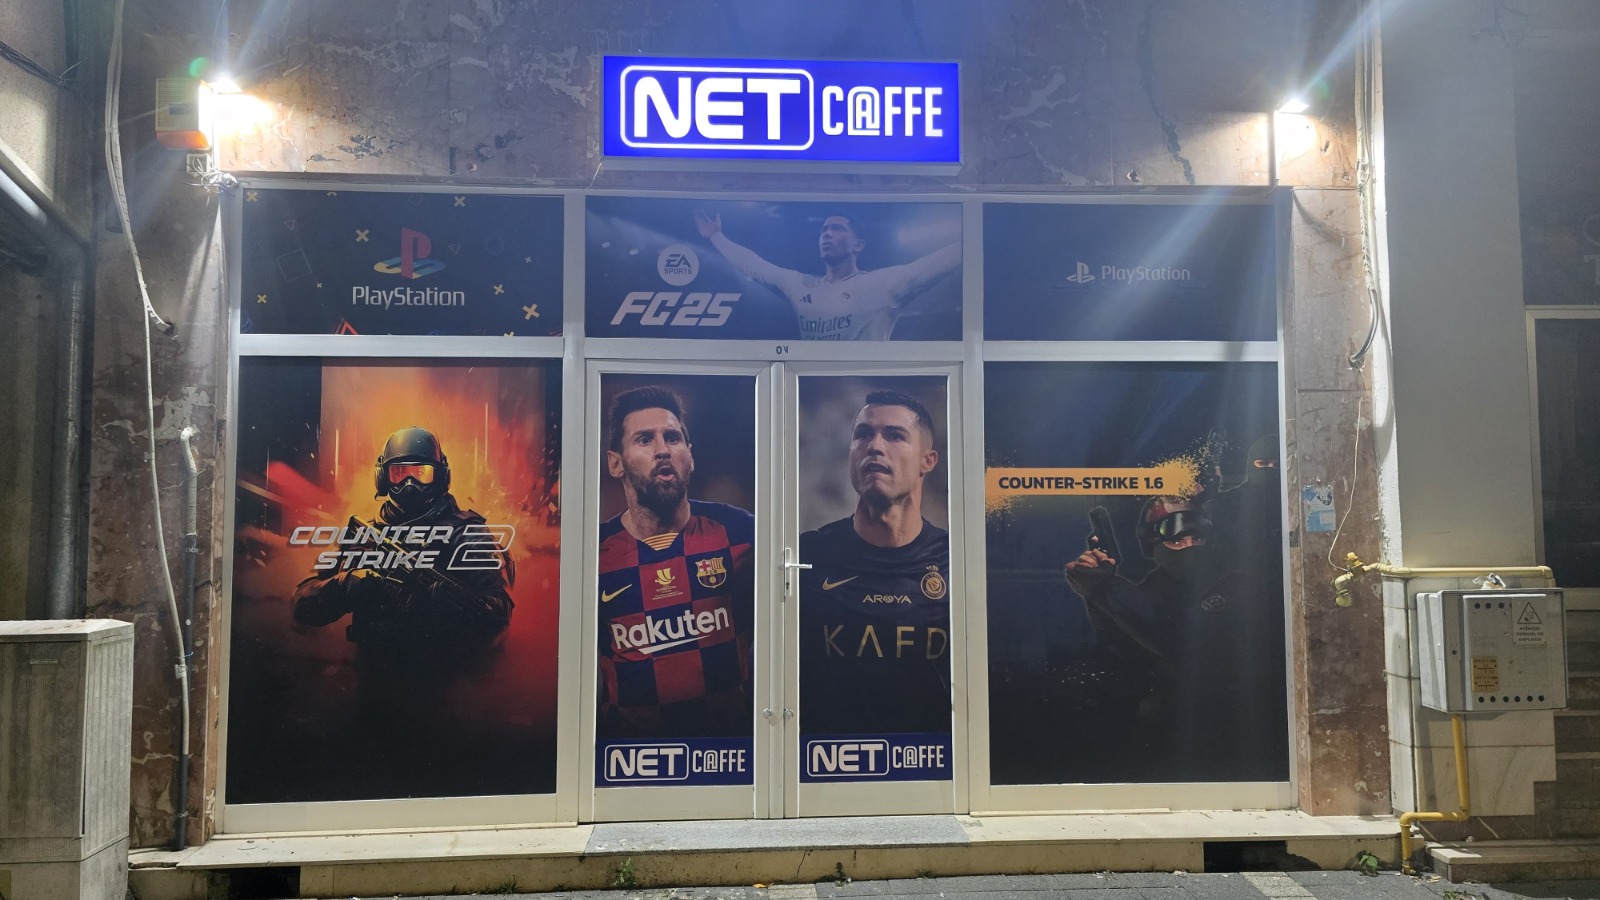 NET C@FFE
PlayStation
EA
SPORTS
FC25
Emirates
PlayStation
COUNTER
STRIKE 2
COUNTER-STRIKE 1.6
Rakuten
AROYA
KAFD
NET C@FFE
NET C@FFE